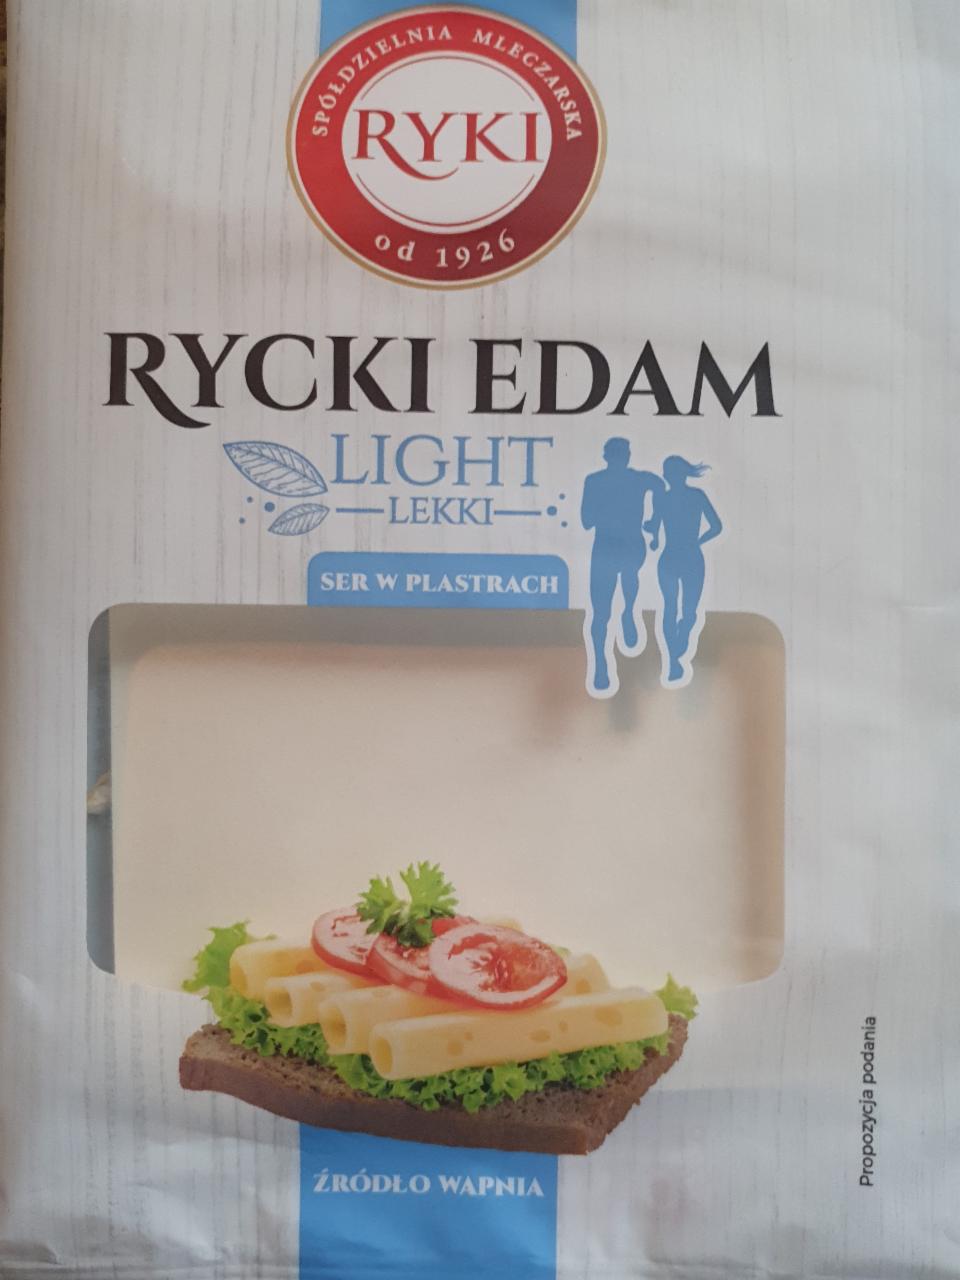 SPÓŁDZIELNIA MLECZARSKA
RYKI
od 1926
RYCKI EDAM
LIGHT
LEKKI
SER W PLASTRACH
Propozycja podania
ŹRÓDŁO WAPNIA